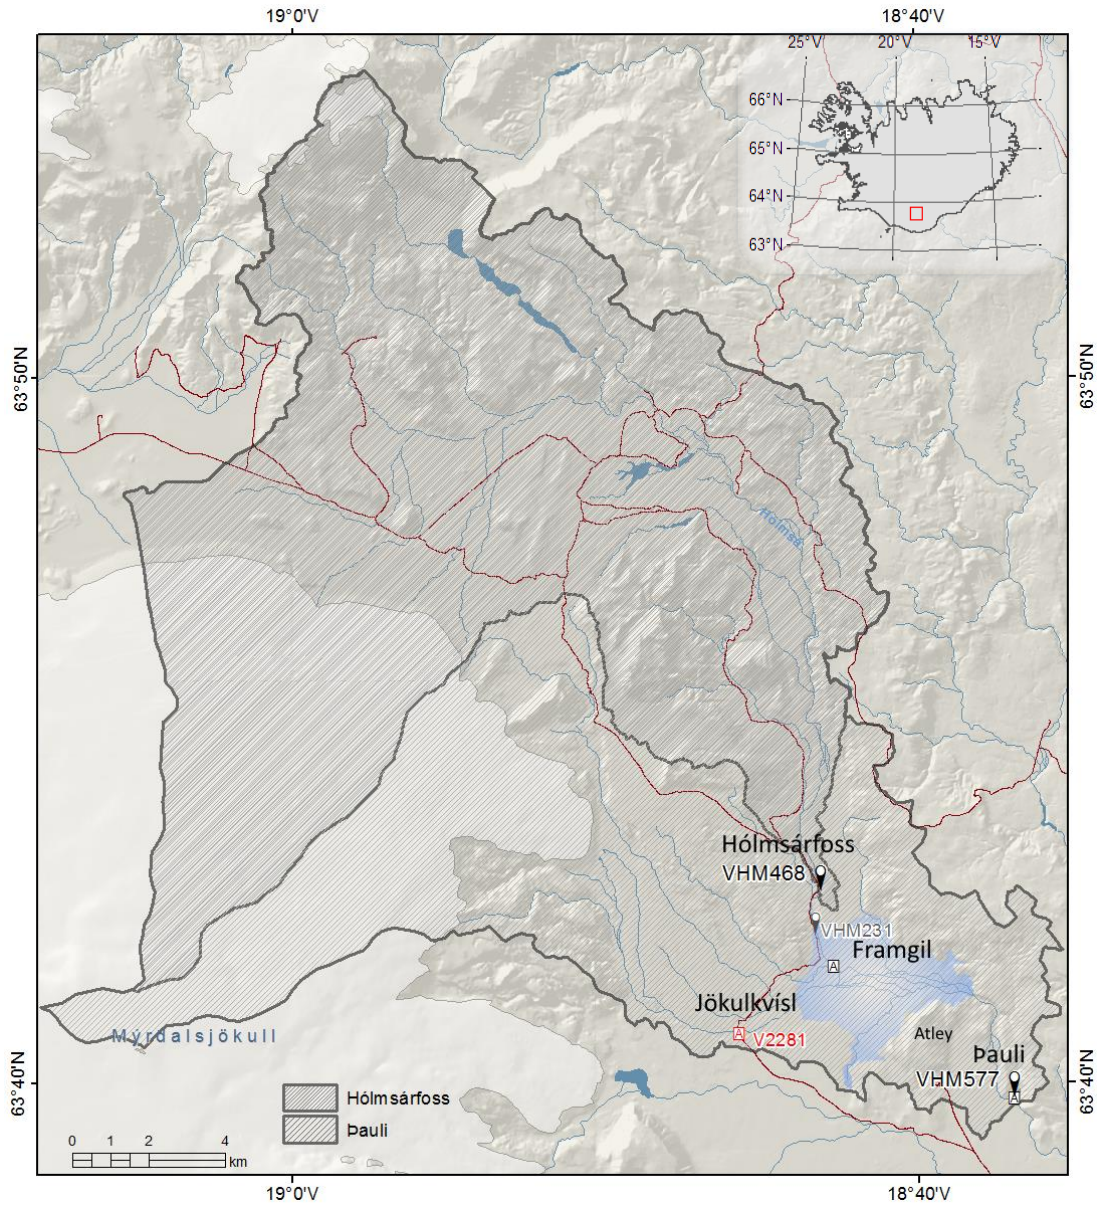 19°0'V
18°40'V
25°V
20°V
15°V
66°N
65°N
64°N
63°N
63°50'N
63°50'N
Hólmsá
Hólmsárfoss
VHM468
VHM231
Framgil
Jökulkvísl
A
A
V2281
Atley
Mýrdalsjökull
Þauli
VHM577
A
63°40'N
63°40'N
Hólmsárfoss
Þauli
0 1 2 4
km
19°0'V
18°40'V